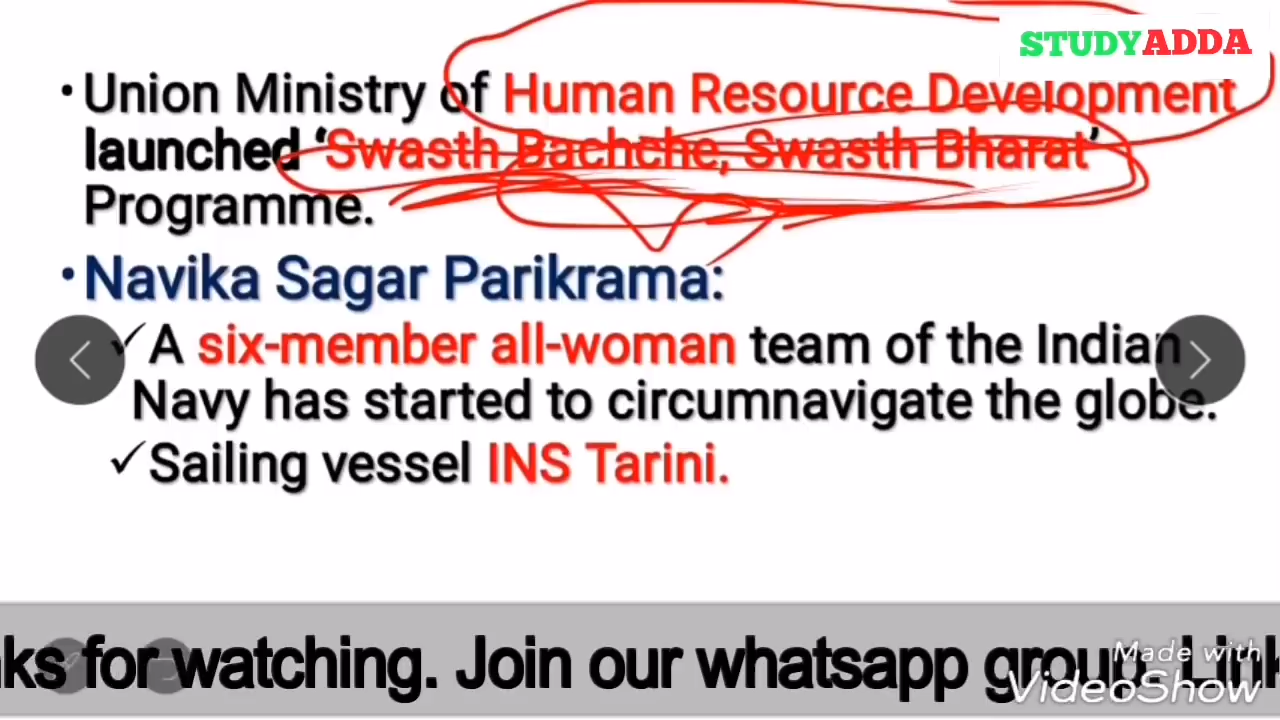 STUDYADDA
• Union Ministry of Human Resource Development
launched ‘Swasth Bachche, Swasth Bharat’
Programme.
• Navika Sagar Parikrama:
✓ A six-member all-woman team of the Indian
Navy has started to circumnavigate the globe.
✓ Sailing vessel INS Tarini.
nks for watching. Join our whatsapp group. Link
Made with
VideoShow